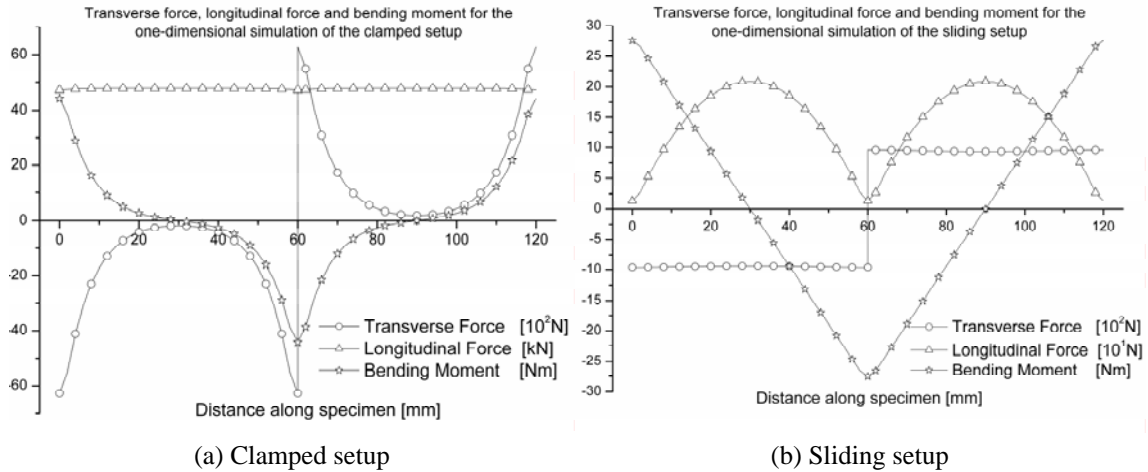 Transverse force, longitudinal force and bending moment for the
one-dimensional simulation of the clamped setup
60
40
20
0
-20
-40
-60
0 20 40 60 80 100 120
Transverse Force [10²N]
Longitudinal Force [kN]
Bending Moment [Nm]
Distance along specimen [mm]
(a) Clamped setup
Transverse force, longitudinal force and bending moment for the
one-dimensional simulation of the sliding setup
30
25
20
15
10
5
0
-5
-10
-15
-20
-25
-30
0 20 40 60 80 100 120
Transverse Force [10²N]
Longitudinal Force [10¹N]
Bending Moment [Nm]
Distance along specimen [mm]
(b) Sliding setup